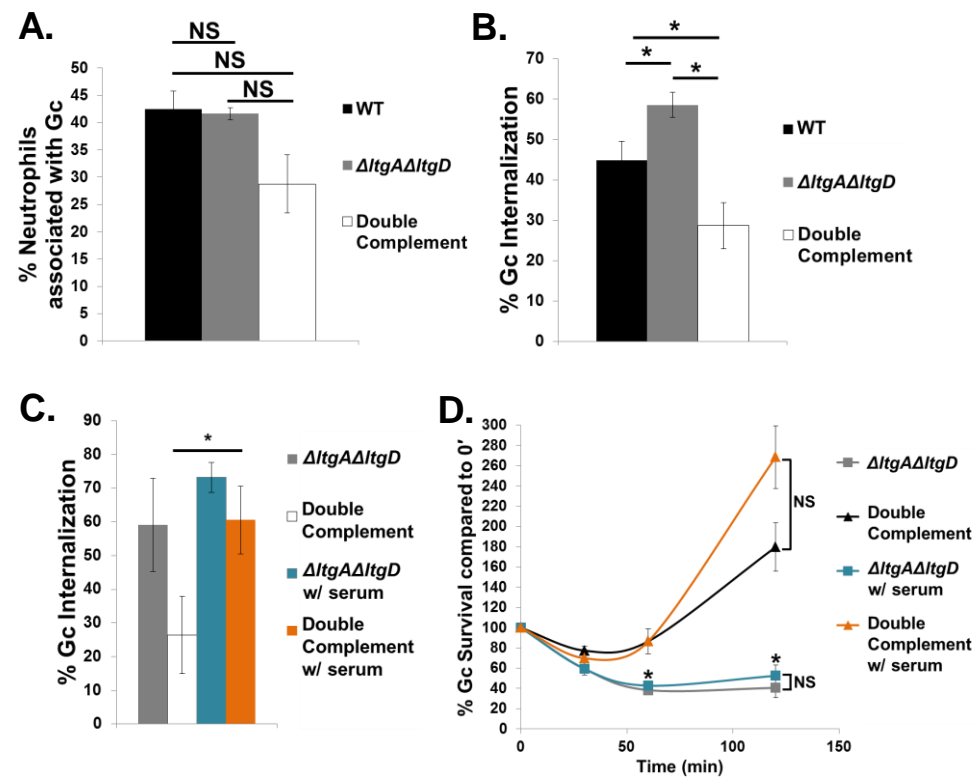 A.
NS
NS
NS
% Neutrophils
associated with Gc
50
45
40
35
30
25
20
15
10
5
0
WT
ΔltgAΔltgD
Double
Complement
B.
*
*
*
% Gc Internalization
70
60
50
40
30
20
10
0
WT
ΔltgAΔltgD
Double
Complement
C.
*
% Gc Internalization
90
80
70
60
50
40
30
20
10
0
ΔltgAΔltgD
Double
Complement
ΔltgAΔltgD
w/ serum
Double
Complement
w/ serum
D.
% Gc Survival compared to 0′
300
280
260
240
220
200
180
160
140
120
100
80
60
40
20
0
NS
*
*
NS
0
50
100
150
Time (min)
ΔltgAΔltgD
Double
Complement
ΔltgAΔltgD
w/ serum
Double
Complement
w/ serum